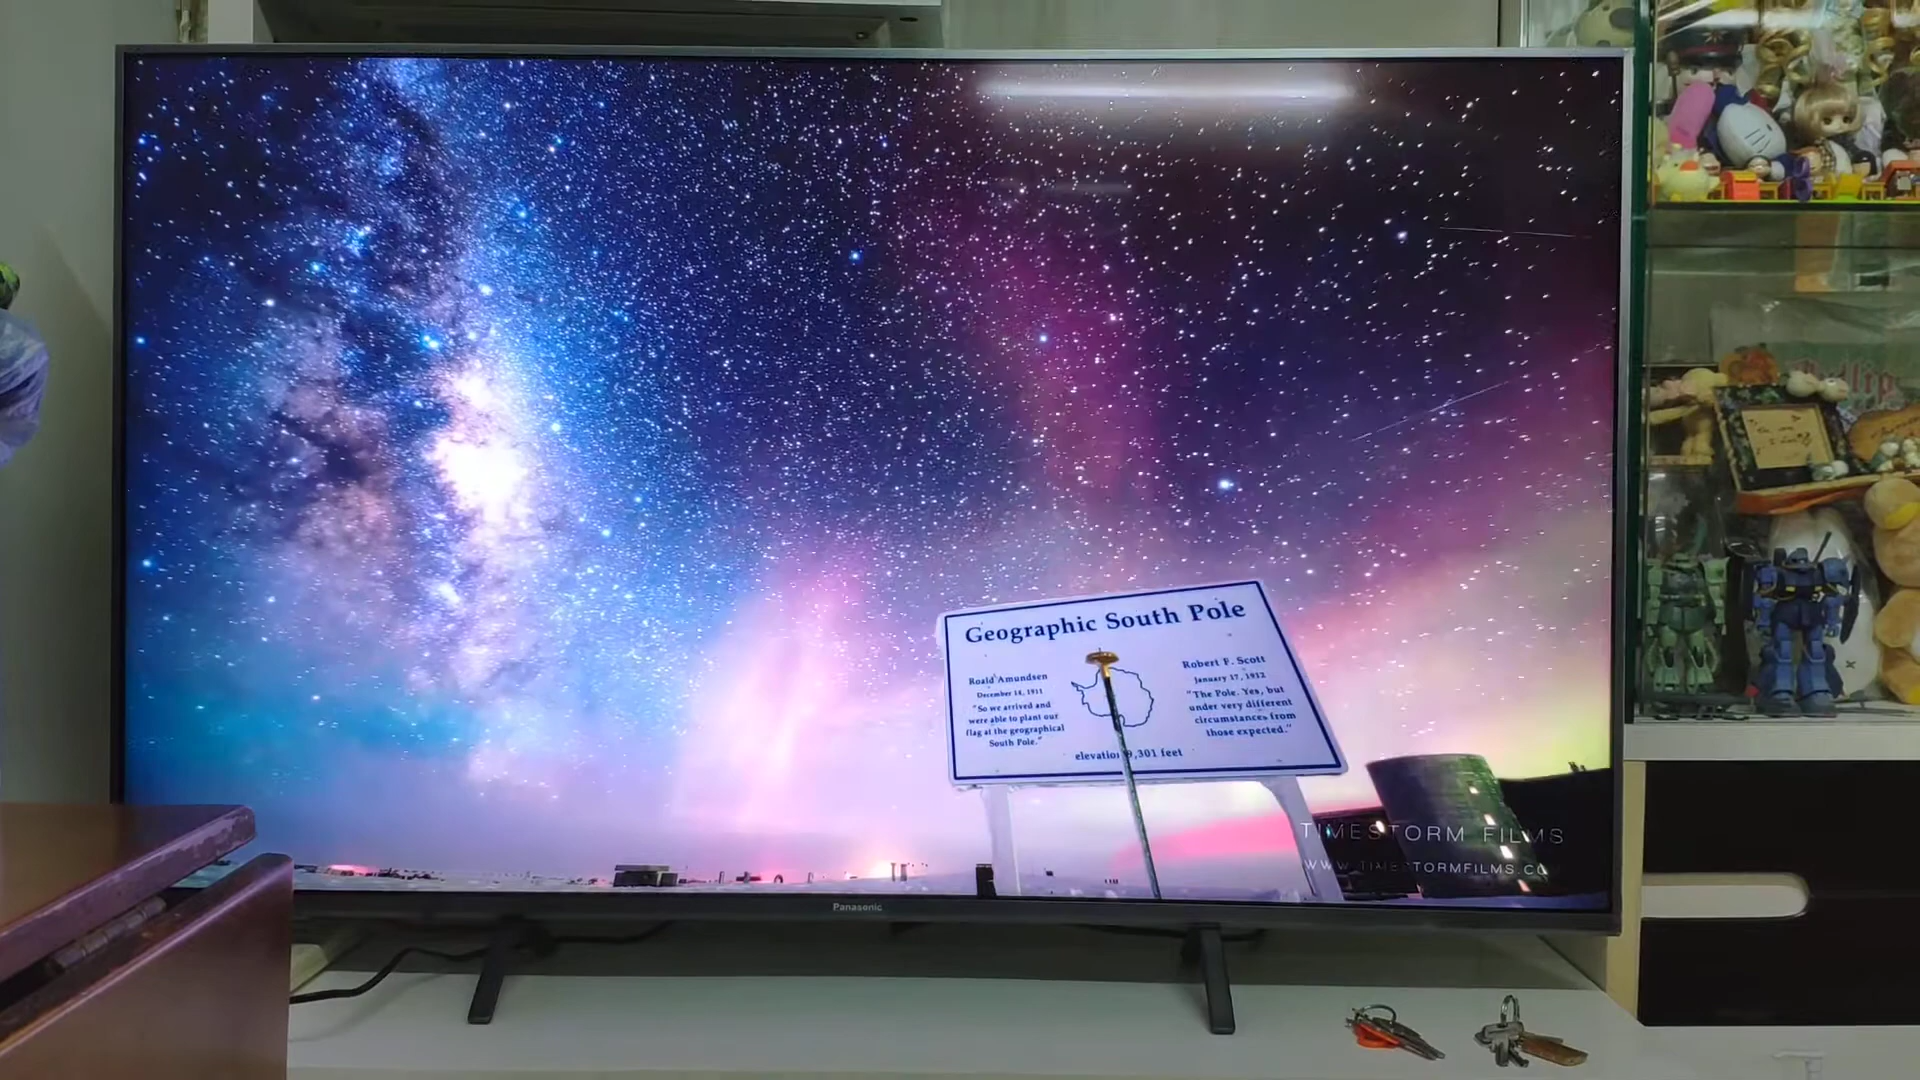 Geographic South Pole
Roald Amundsen
December 14, 1911
"So we arrived and
were able to plant our
flag at the geographical
South Pole."
Robert F. Scott
January 17, 1912
"The Pole. Yes, but
under very different
circumstances from
those expected."
9,301 feet
TIMESTORM FILMS
Panasonic